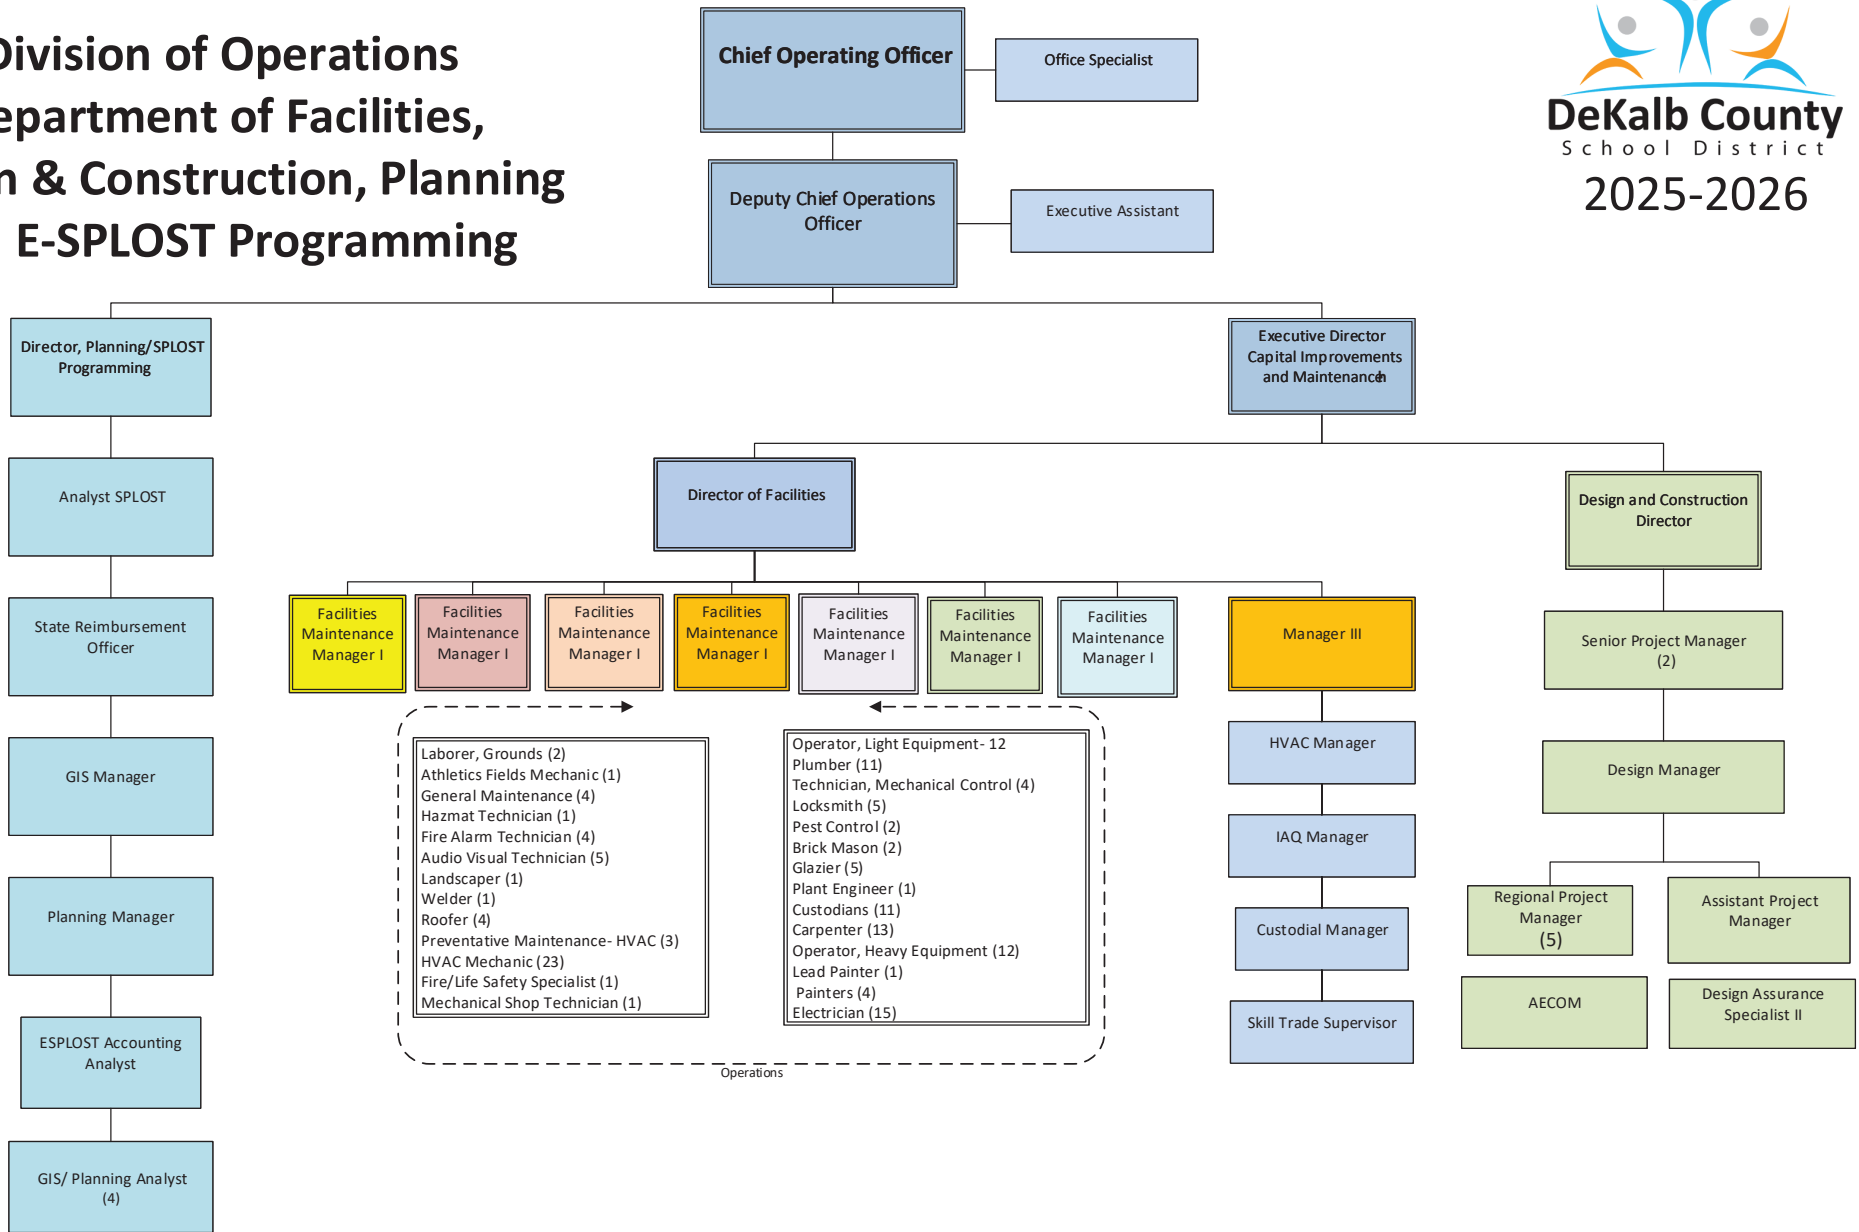 Division of Operations
epartment of Facilities,
n & Construction, Planning
E-SPLOST Programming
Chief Operating Officer
Office Specialist
DeKalb County
School District
2025-2026
Deputy Chief Operations
Officer
Executive Assistant
Director, Planning/SPLOST
Programming
Executive Director
Capital Improvements
and Maintenance
Analyst SPLOST
Director of Facilities
Design and Construction
Director
State Reimbursement
Officer
Facilities
Maintenance
Manager I
Facilities
Maintenance
Manager I
Facilities
Maintenance
Manager I
Facilities
Maintenance
Manager I
Facilities
Maintenance
Manager I
Facilities
Maintenance
Manager I
Facilities
Maintenance
Manager I
Manager III
Senior Project Manager
(2)
GIS Manager
Laborer, Grounds (2)
Athletics Fields Mechanic (1)
General Maintenance (4)
Hazmat Technician (1)
Fire Alarm Technician (4)
Audio Visual Technician (5)
Landscaper (1)
Welder (1)
Roofer (4)
Preventative Maintenance- HVAC (3)
HVAC Mechanic (23)
Fire/Life Safety Specialist (1)
Mechanical Shop Technician (1)
Operator, Light Equipment- 12
Plumber (11)
Technician, Mechanical Control (4)
Locksmith (5)
Pest Control (2)
Brick Mason (2)
Glazier (5)
Plant Engineer (1)
Custodians (11)
Carpenter (13)
Operator, Heavy Equipment (12)
Lead Painter (1)
Painters (4)
Electrician (15)
Operations
HVAC Manager
IAQ Manager
Custodial Manager
Skill Trade Supervisor
Design Manager
Regional Project
Manager
(5)
Assistant Project
Manager
AECOM
Design Assurance
Specialist II
Planning Manager
ESPLOST Accounting
Analyst
GIS/ Planning Analyst
(4)